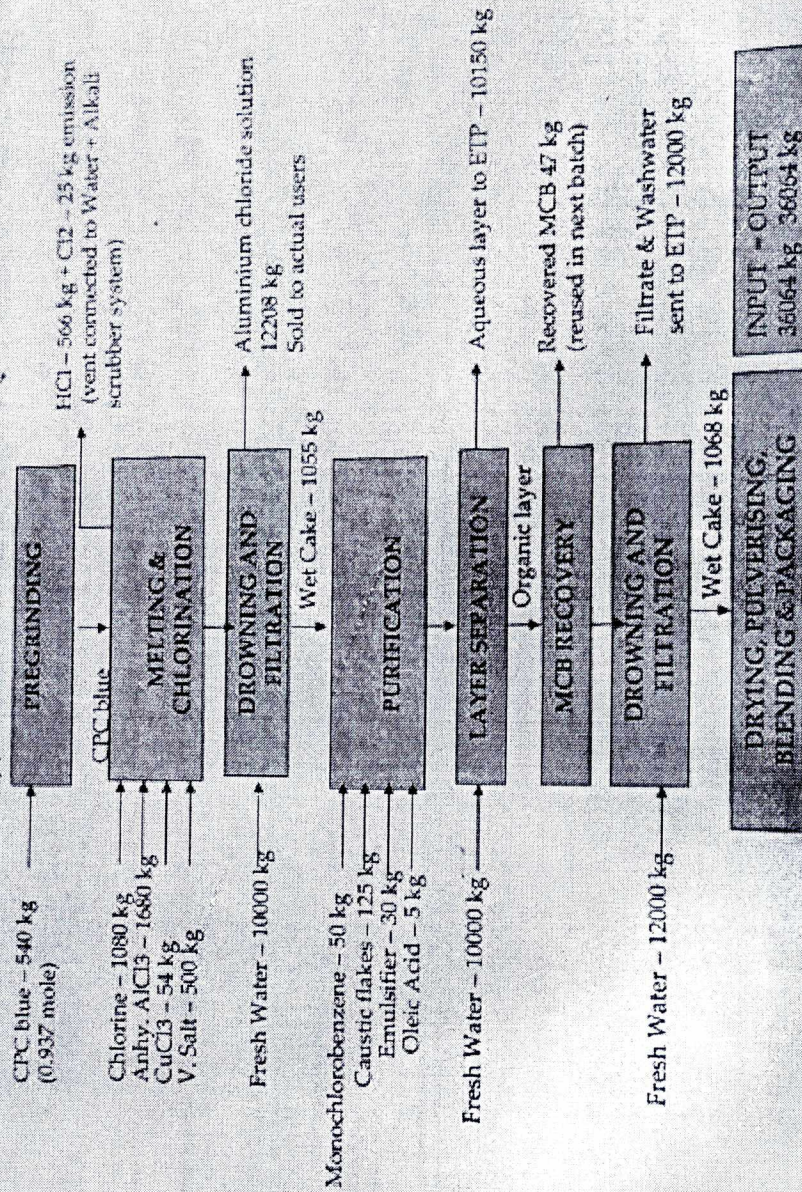 PREGRINDING
CPC blue – 540 kg
(0.937 mole)
CPC blue
HCl – 566 kg + Cl2 – 25 kg emission
(vent connected to Water + Alkali
scrubber system)
Chlorine – 1080 kg
Anhy. AlCl3 – 1680 kg
CuCl3 – 54 kg
V. Salt – 500 kg
MELTING &
CHLORINATION
Fresh Water – 10000 kg
DROWNING AND
FILTRATION
Aluminium chloride solution
12208 kg
Sold to actual users
Wet Cake – 1055 kg
Monochlorobenzene – 50 kg
Caustic flakes – 125 kg
Emulsifier – 30 kg
Oleic Acid – 5 kg
PURIFICATION
Fresh Water – 10000 kg
LAYER SEPARATION
Aqueous layer to ETP – 10150 kg
Organic layer
MCB RECOVERY
Recovered MCB 47 kg
(reused in next batch)
Fresh Water – 12000 kg
DROWNING AND
FILTRATION
Filtrate & Washwater
sent to ETP – 12000 kg
Wet Cake – 1068 kg
DRYING, PULVERISING,
BLENDING & PACKAGING
INPUT – OUTPUT
36064 kg 36064 kg